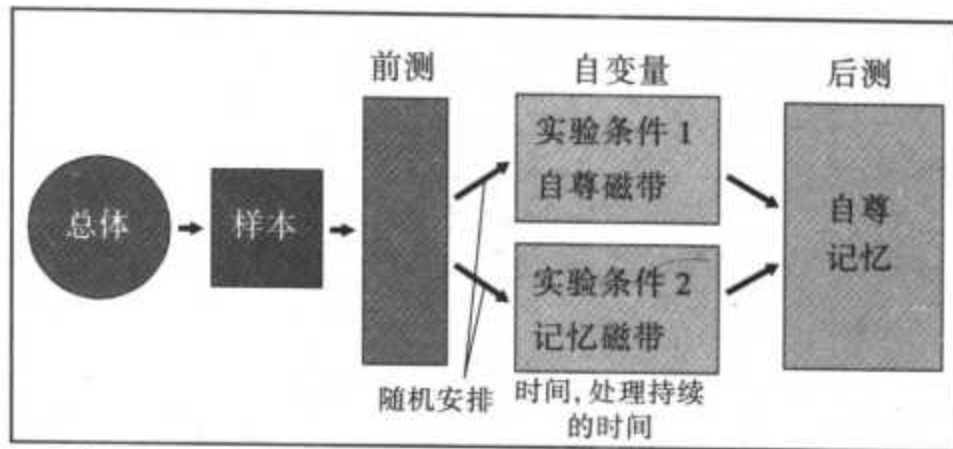 前测
自变量
后测
总体
样本
实验条件 1
自尊磁带
实验条件 2
记忆磁带
自尊
记忆
随机安排
时间,处理持续
的时间